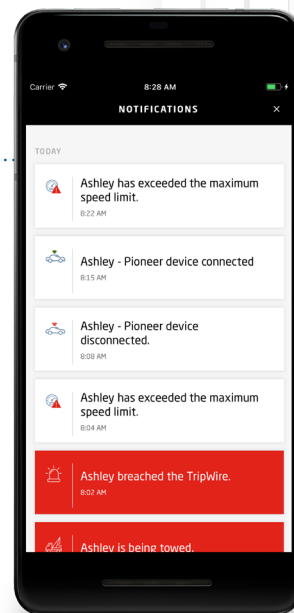 Carrier
8:28 AM
NOTIFICATIONS
×
TODAY
Ashley has exceeded the maximum
speed limit.
8:22 AM
Ashley - Pioneer device connected
8:15 AM
Ashley - Pioneer device
disconnected.
8:08 AM
Ashley has exceeded the maximum
speed limit.
8:04 AM
Ashley breached the TripWire.
8:02 AM
Ashley is being towed.